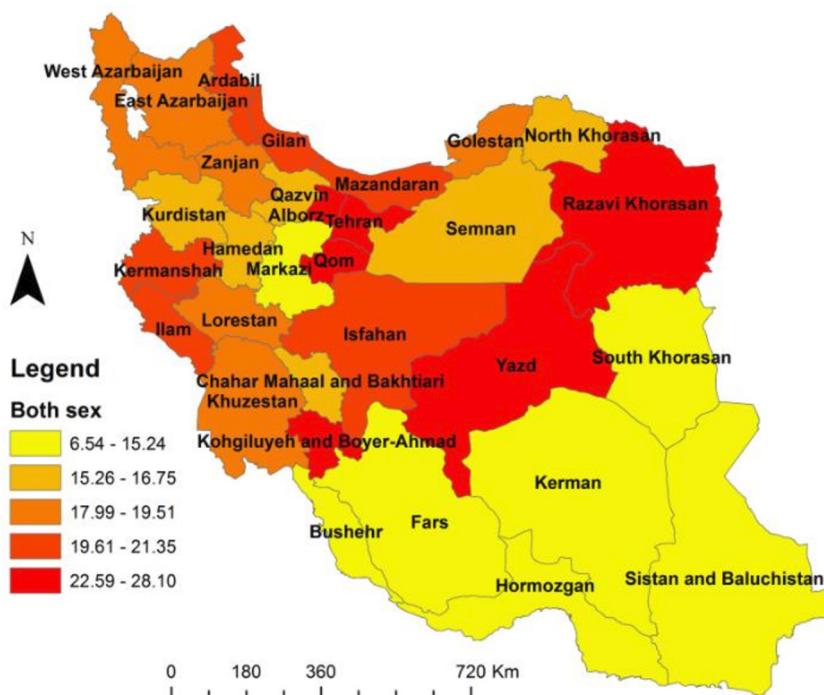 West Azarbaijan
Ardabil
East Azarbaijan
Gilan
Zanjan
Golestan
North Khorasan
Mazandaran
Qazvin
Razavi Khorasan
Kurdistan
Alborz
Tehran
Semnan
N
Hamedan
Qom
Kermanshah
Markazi
Ilam
Lorestan
Isfahan
Yazd
South Khorasan
Chahar Mahaal and Bakhtiari
Khuzestan
Kohgiluyeh and Boyer-Ahmad
Kerman
Fars
Bushehr
Hormozgan
Sistan and Baluchistan
Legend
Both sex
6.54 - 15.24
15.26 - 16.75
17.99 - 19.51
19.61 - 21.35
22.59 - 28.10
0 180 360 720 Km